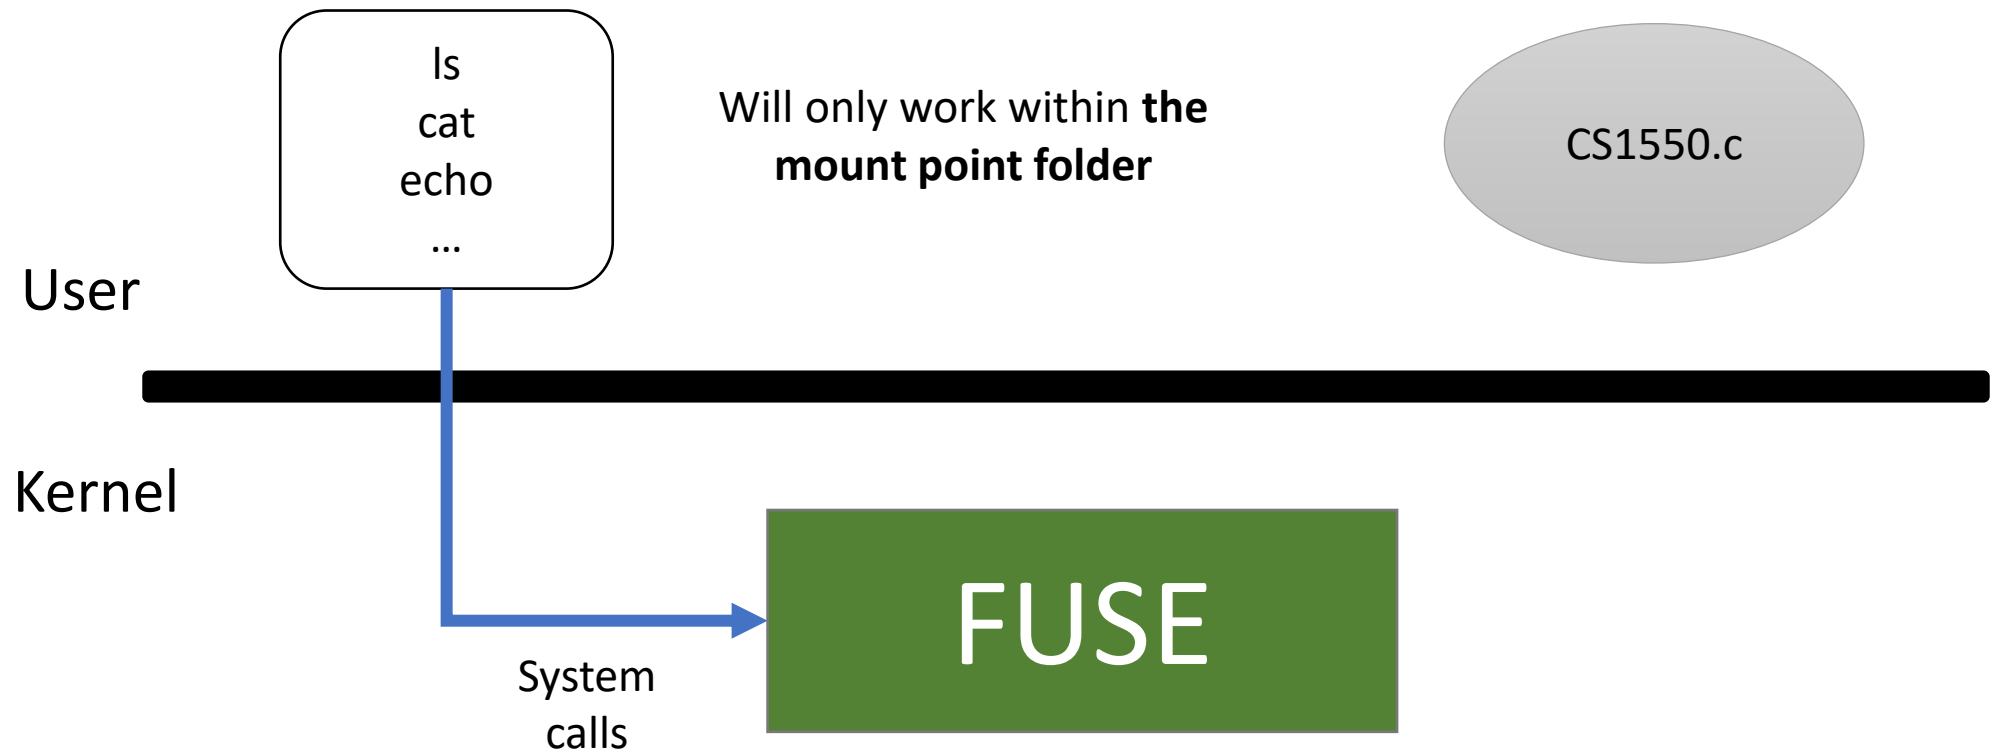 ls
cat
echo
...
Will only work within the
mount point folder
CS1550.c
User
Kernel
FUSE
System
calls